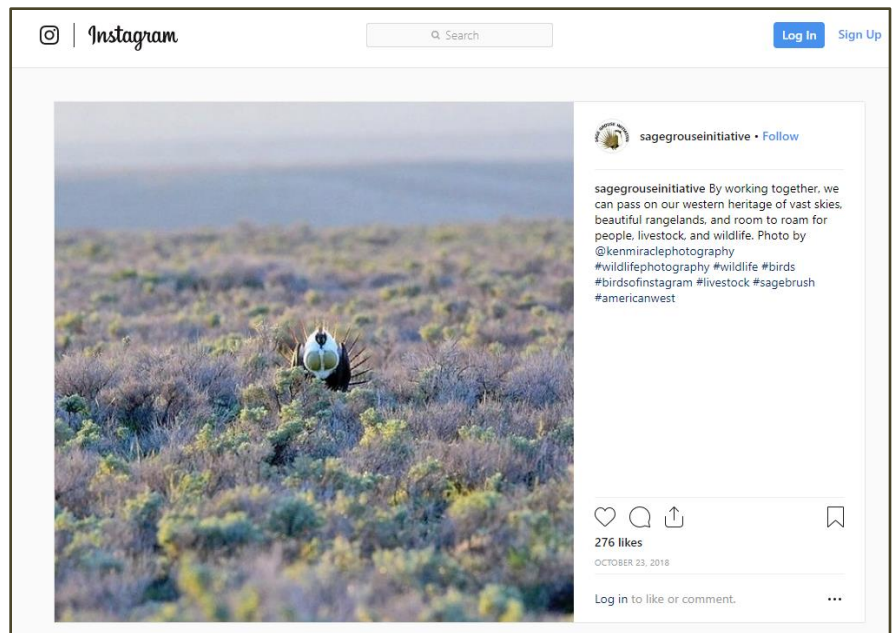 Instagram
Search
Log In
Sign Up
sagegrouseinitiative • Follow
sagegrouseinitiative By working together, we
can pass on our western heritage of vast skies,
beautiful rangelands, and room to roam for
people, livestock, and wildlife. Photo by
@kenmiraclephotography
#wildlifephotography #wildlife #birds
#birdsofinstagram #livestock #sagebrush
#americanwest
276 likes
OCTOBER 23, 2018
Log in to like or comment.